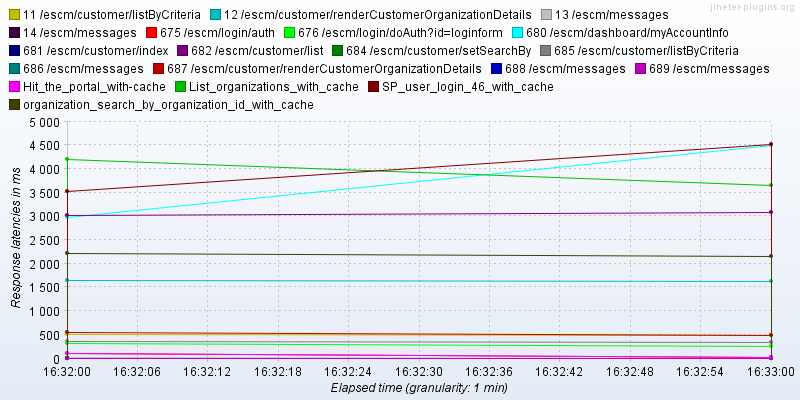 jmeter-plugins.org
11 /escm/customer/listByCriteria 12 /escm/customer/renderCustomerOrganizationDetails 13 /escm/messages
14 /escm/messages 675 /escm/login/auth 676 /escm/login/doAuth?id=loginform 680 /escm/dashboard/myAccountInfo
681 /escm/customer/index 682 /escm/customer/list 684 /escm/customer/setSearchBy 685 /escm/customer/listByCriteria
686 /escm/messages 687 /escm/customer/renderCustomerOrganizationDetails 688 /escm/messages 689 /escm/messages
Hit_the_portal_with-cache List_organizations_with_cache SP_user_login_46_with_cache
organization_search_by_organization_id_with_cache
5 000
4 500
4 000
3 500
3 000
2 500
2 000
1 500
1 000
500
0
Response latencies in ms
16:32:00 16:32:06 16:32:12 16:32:18 16:32:24 16:32:30 16:32:36 16:32:42 16:32:48 16:32:54 16:33:00
Elapsed time (granularity: 1 min)